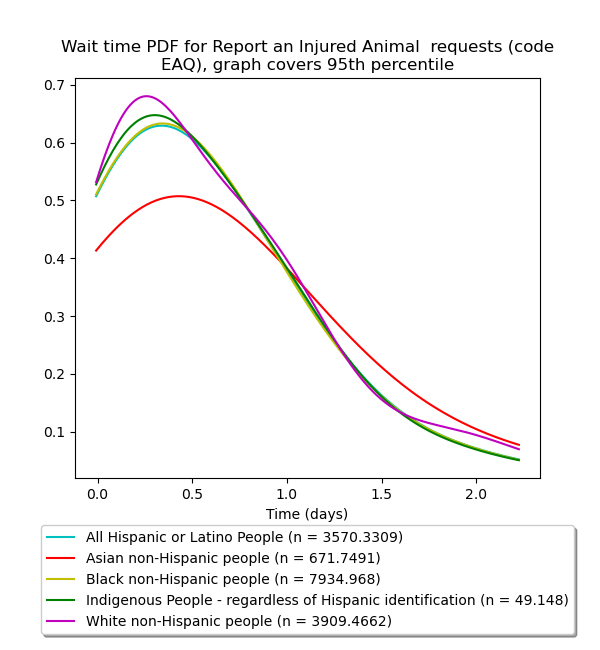 Wait time PDF for Report an Injured Animal  requests (code
EAQ), graph covers 95th percentile
0.7
0.6
0.5
0.4
0.3
0.2
0.1
0.0 0.5 1.0 1.5 2.0
Time (days)
All Hispanic or Latino People (n = 3570.3309)
Asian non-Hispanic people (n = 671.7491)
Black non-Hispanic people (n = 7934.968)
Indigenous People - regardless of Hispanic identification (n = 49.148)
White non-Hispanic people (n = 3909.4662)